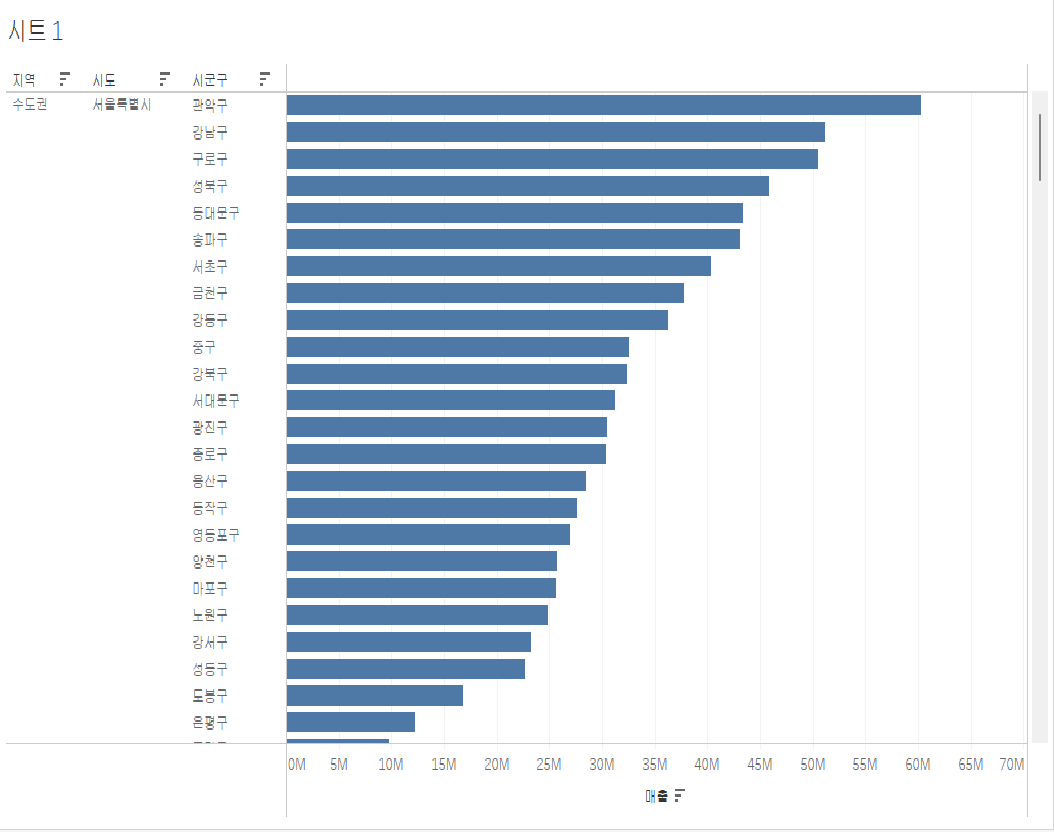 시트 1
지역 시도 시군구
수도권 서울특별시 관악구
강남구
구로구
성북구
동대문구
송파구
서초구
금천구
강동구
중구
강북구
서대문구
광진구
종로구
용산구
동작구
영등포구
양천구
마포구
노원구
강서구
성동구
도봉구
은평구
0M 5M 10M 15M 20M 25M 30M 35M 40M 45M 50M 55M 60M 65M 70M
매출